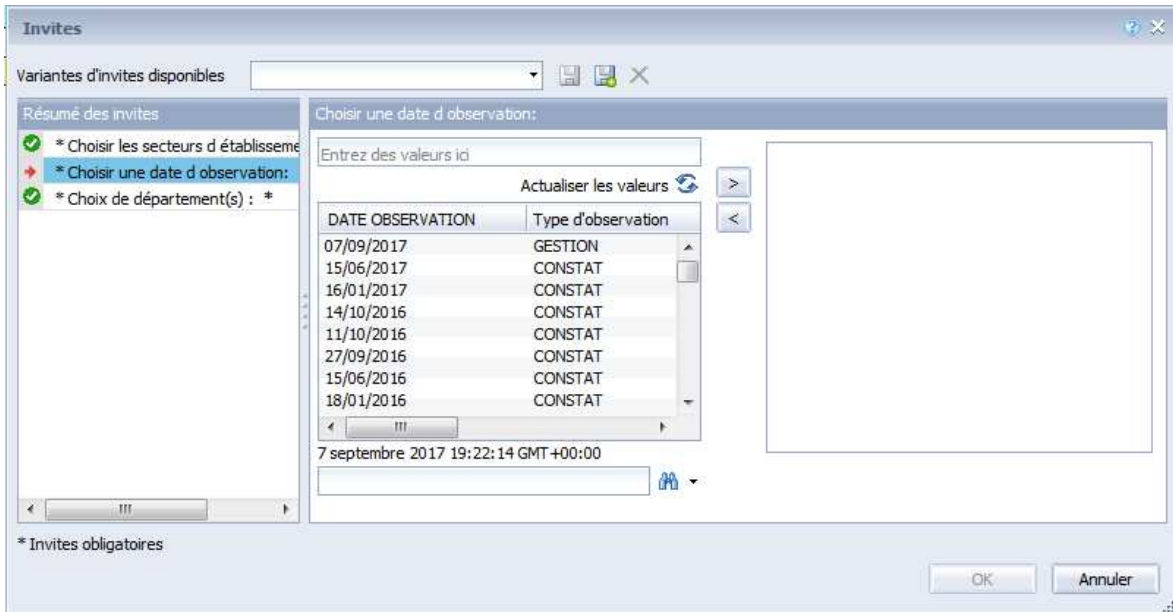 Invites
Variantes d'invites disponibles
Résumé des invites
* Choisir les secteurs d établisseme
* Choisir une date d observation:
* Choix de département(s) : *
Choisir une date d observation:
Entrez des valeurs ici
Actualiser les valeurs
DATE OBSERVATION Type d'observation
07/09/2017 GESTION
15/06/2017 CONSTAT
16/01/2017 CONSTAT
14/10/2016 CONSTAT
11/10/2016 CONSTAT
27/09/2016 CONSTAT
15/06/2016 CONSTAT
18/01/2016 CONSTAT
7 septembre 2017 19:22:14 GMT+00:00
>
<
* Invites obligatoires
OK Annuler